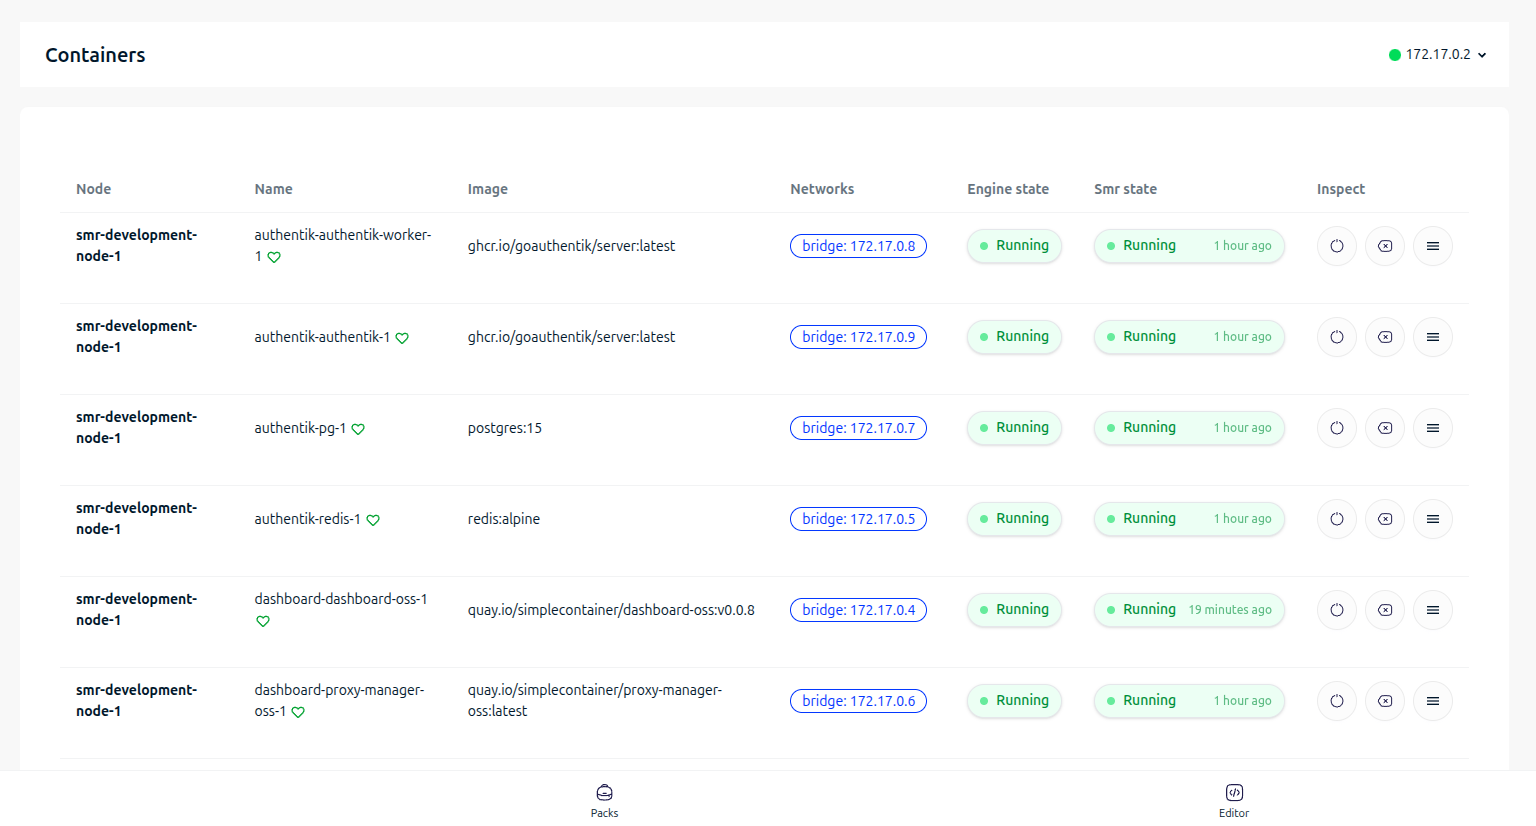 Containers
172.17.0.2
Node Name Image Networks Engine state Smr state Inspect
smr-development-
node-1
authentik-authentik-worker-
1
ghcr.io/goauthentik/server:latest
bridge: 172.17.0.8
Running
Running 1 hour ago
smr-development-
node-1
authentik-authentik-1
ghcr.io/goauthentik/server:latest
bridge: 172.17.0.9
Running
Running 1 hour ago
smr-development-
node-1
authentik-pg-1
postgres:15
bridge: 172.17.0.7
Running
Running 1 hour ago
smr-development-
node-1
authentik-redis-1
redis:alpine
bridge: 172.17.0.5
Running
Running 1 hour ago
smr-development-
node-1
dashboard-dashboard-oss-1
quay.io/simplecontainer/dashboard-oss:v0.0.8
bridge: 172.17.0.4
Running
Running 19 minutes ago
smr-development-
node-1
dashboard-proxy-manager-
oss-1
quay.io/simplecontainer/proxy-manager-
oss:latest
bridge: 172.17.0.6
Running
Running 1 hour ago
Packs
Editor